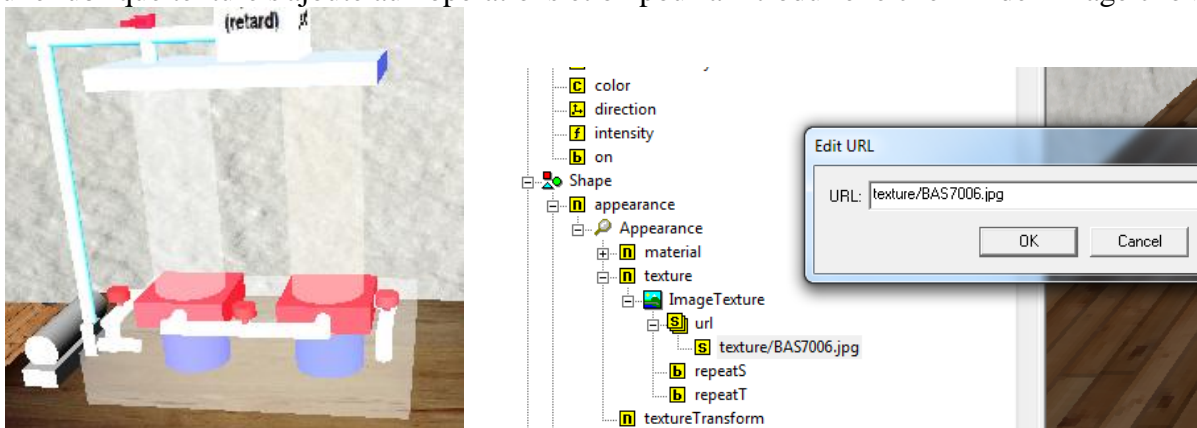 (retard)
color
direction
intensity
on
Shape
appearance
Appearance
material
texture
ImageTexture
url
texture/BAS7006.jpg
repeatS
repeatT
textureTransform
Edit URL
URL: texture/BAS7006.jpg
OK Cancel